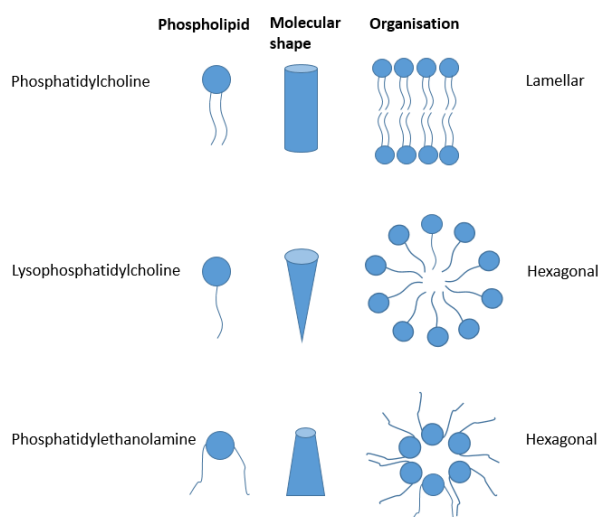 Phospholipid Molecular shape Organisation
Phosphatidylcholine Lamellar
Lysophosphatidylcholine Hexagonal
Phosphatidylethanolamine Hexagonal